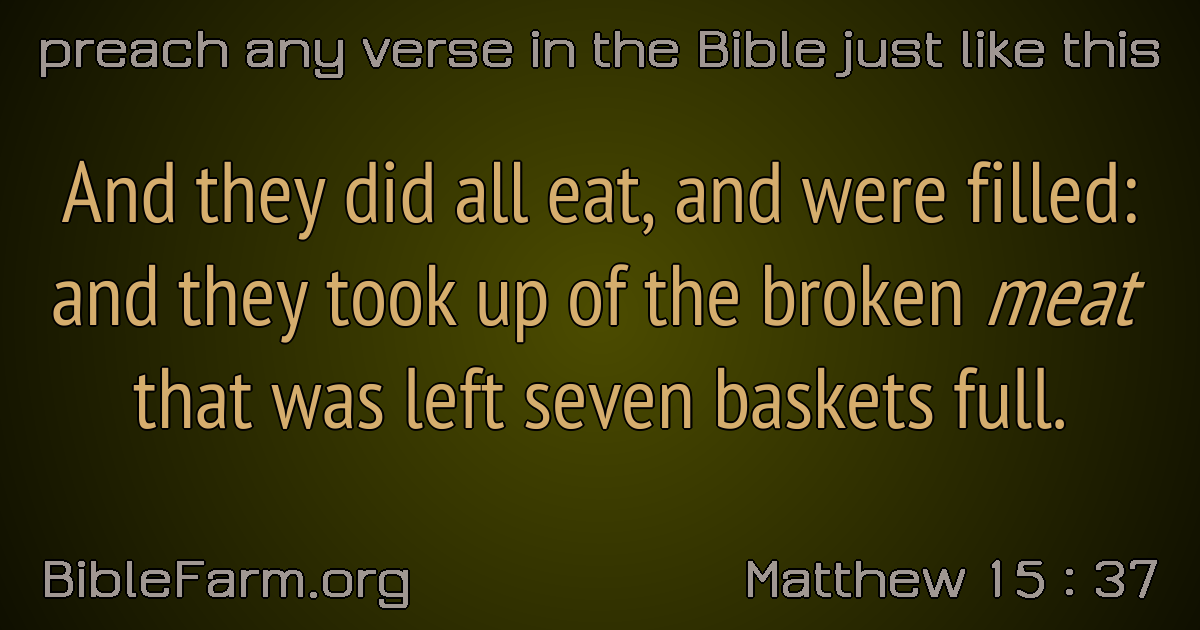 preach any verse in the Bible just like this
And they did all eat, and were filled:
and they took up of the broken meat
that was left seven baskets full.
BibleFarm.org
Matthew 15 : 37